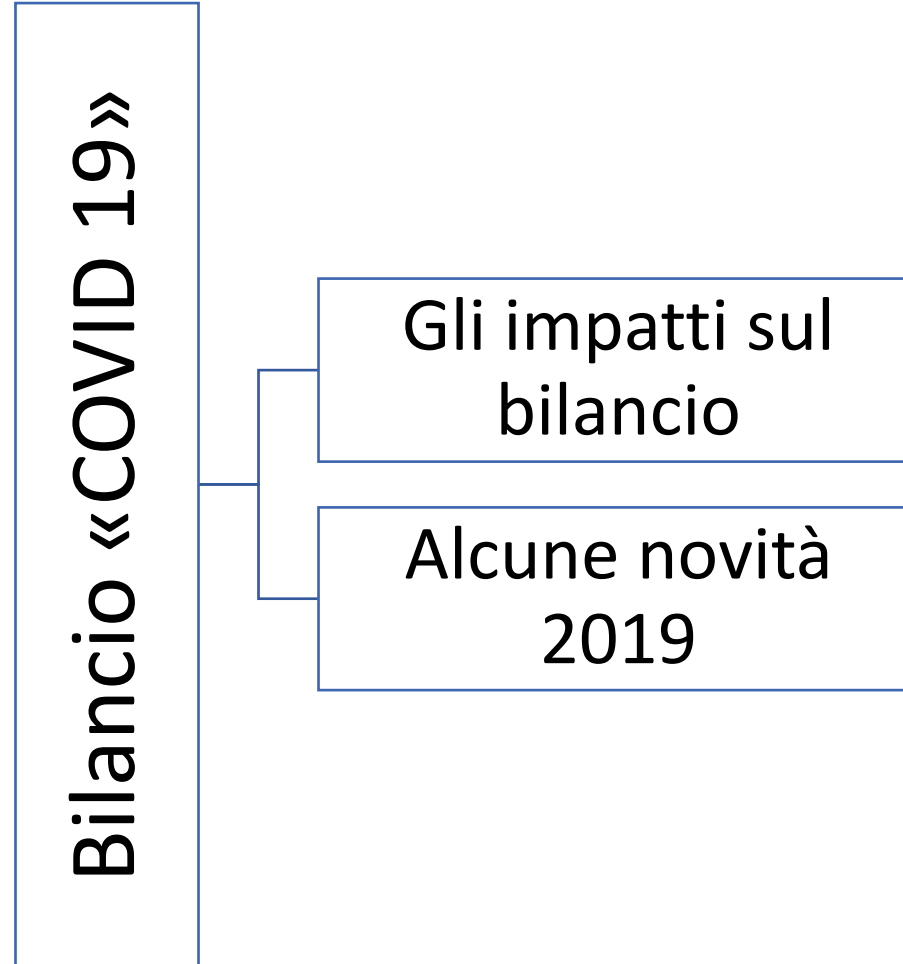 Bilancio «COVID 19»
Gli impatti sul
bilancio
Alcune novità
2019